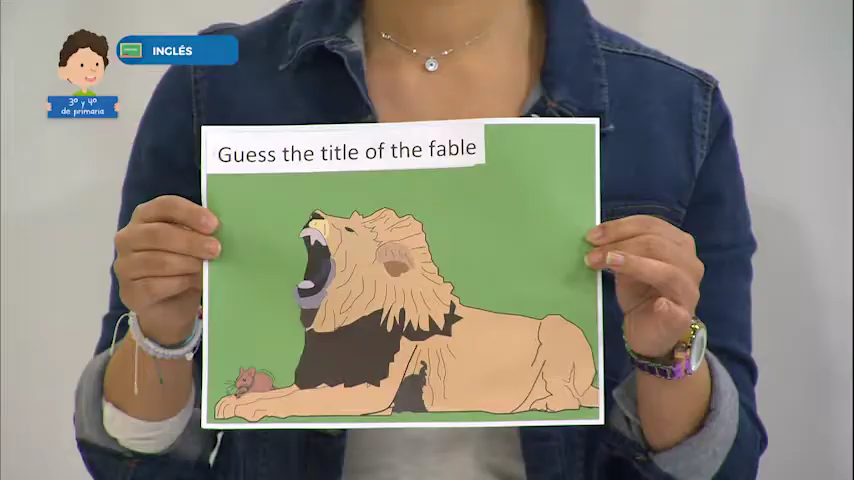 INGLÉS
3º y 4º
de primaria
Guess the title of the fable